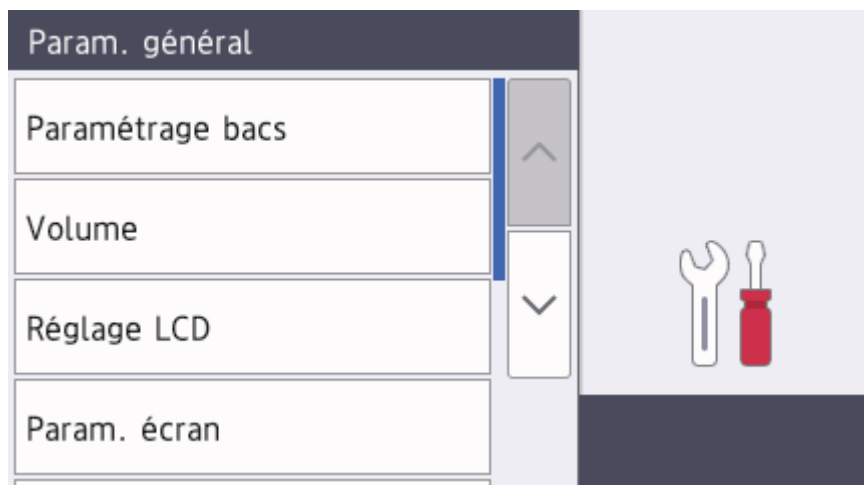 Param. général
Paramétrage bacs
Volume
Réglage LCD
Param. écran